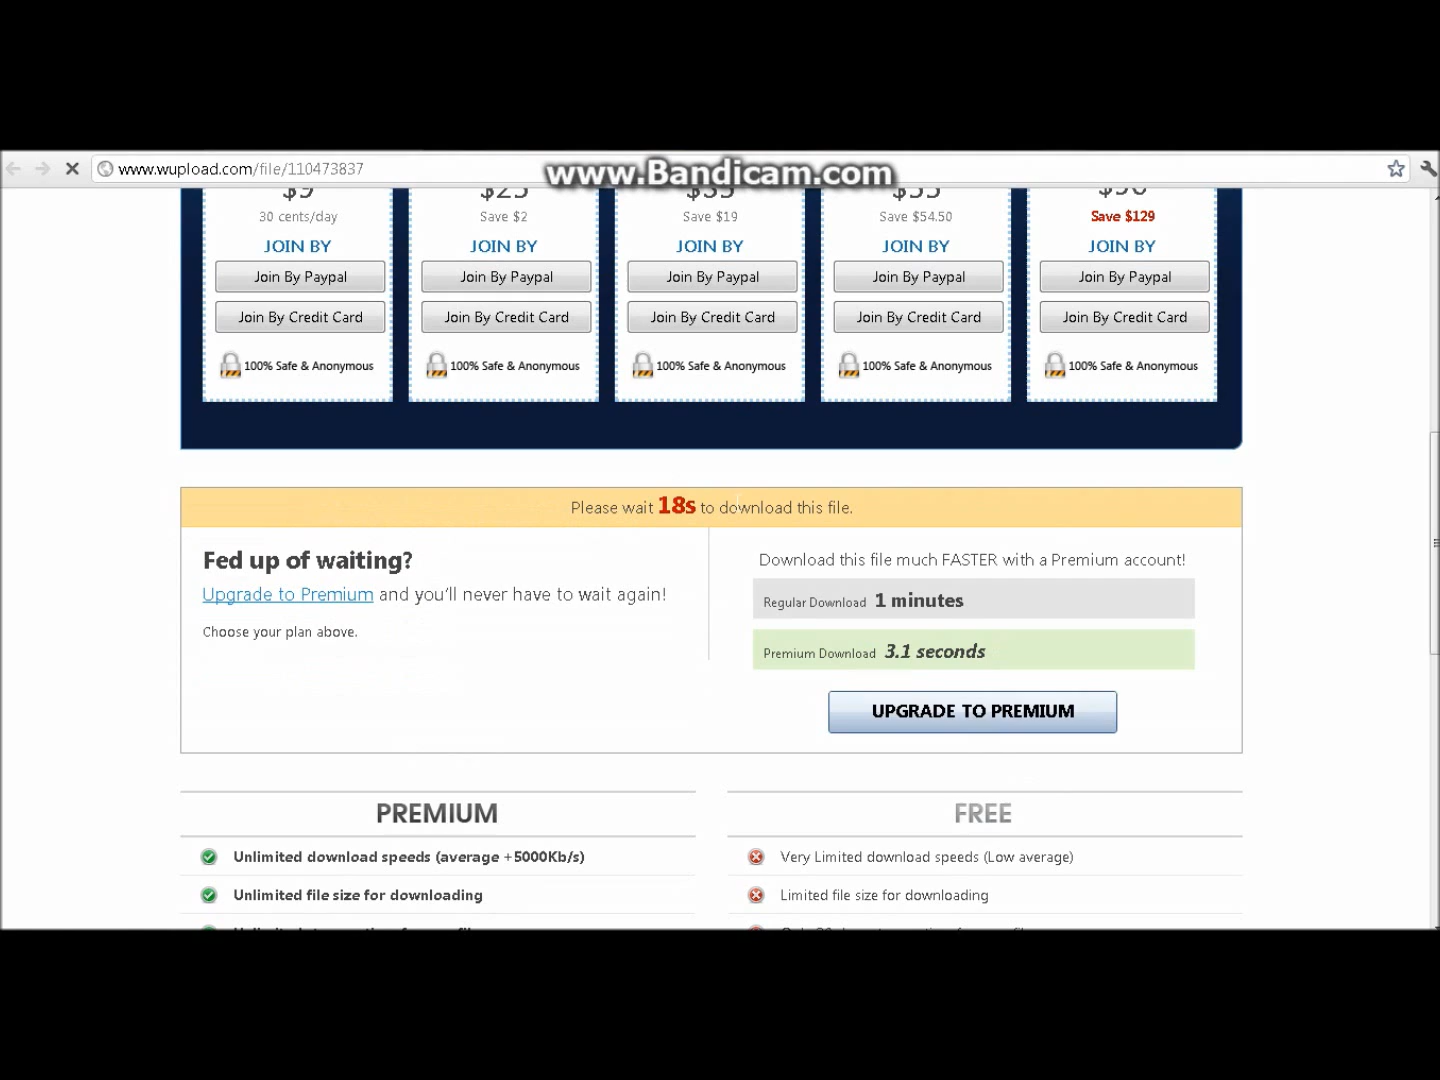 www.wupload.com/file/110473837
www.Bandicam.com
$9 $25 $35 $55
30 cents/day Save $2 Save $19 Save $54.50 Save $129
JOIN BY JOIN BY JOIN BY JOIN BY JOIN BY
Join By Paypal Join By Paypal Join By Paypal Join By Paypal Join By Paypal
Join By Credit Card Join By Credit Card Join By Credit Card Join By Credit Card Join By Credit Card
100% Safe & Anonymous 100% Safe & Anonymous 100% Safe & Anonymous 100% Safe & Anonymous 100% Safe & Anonymous
Please wait 18s to download this file.
Fed up of waiting?
Upgrade to Premium and you'll never have to wait again!
Choose your plan above.
Download this file much FASTER with a Premium account!
Regular Download 1 minutes
Premium Download 3.1 seconds
UPGRADE TO PREMIUM
PREMIUM
Unlimited download speeds (average +5000Kb/s)
Unlimited file size for downloading
FREE
Very Limited download speeds (Low average)
Limited file size for downloading